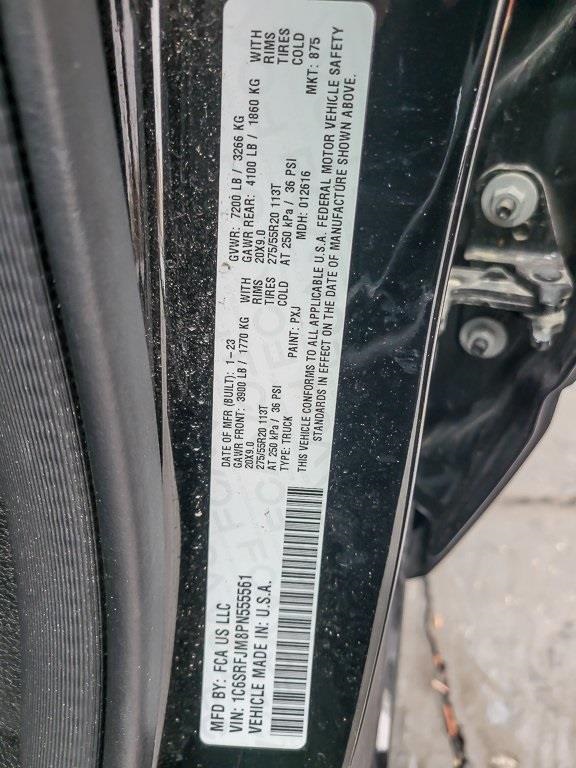 MFD BY: FCA US LLC
DATE OF MFR (BUILT): 1-23
GVWR: 7200 LB / 3266 KG
GAWR FRONT: 3900 LB / 1770 KG WITH
GAWR REAR: 4100 LB / 1860 KG WITH
20X9.0 RIMS
20X9.0 RIMS
275/55R20 113T TIRES
275/55R20 113T TIRES
AT 250 kPa / 36 PSI COLD
AT 250 kPa / 36 PSI COLD
VIN: 1C6SRFJM8PN555561
TYPE: TRUCK
PAINT: PXJ
MDH: 012616
MKT: 875
VEHICLE MADE IN: U.S.A.
THIS VEHICLE CONFORMS TO ALL APPLICABLE U.S.A. FEDERAL MOTOR VEHICLE SAFETY
STANDARDS IN EFFECT ON THE DATE OF MANUFACTURE SHOWN ABOVE.